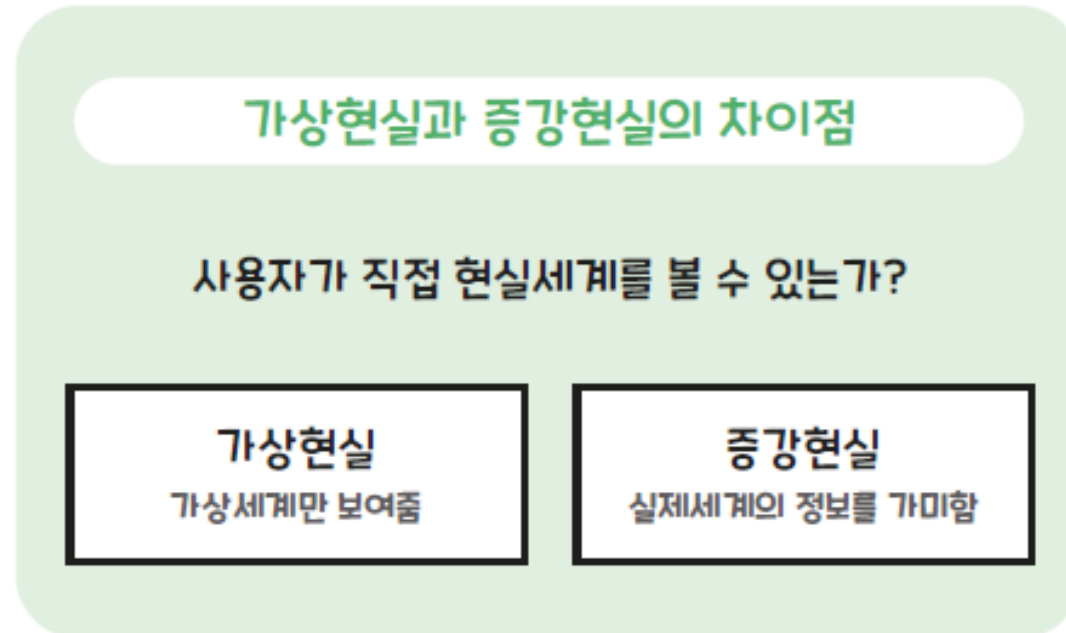 가상현실과 증강현실의 차이점
사용자가 직접 현실세계를 볼 수 있는가?
가상현실
가상세계만 보여줌
증강현실
실제세계의 정보를 가미함